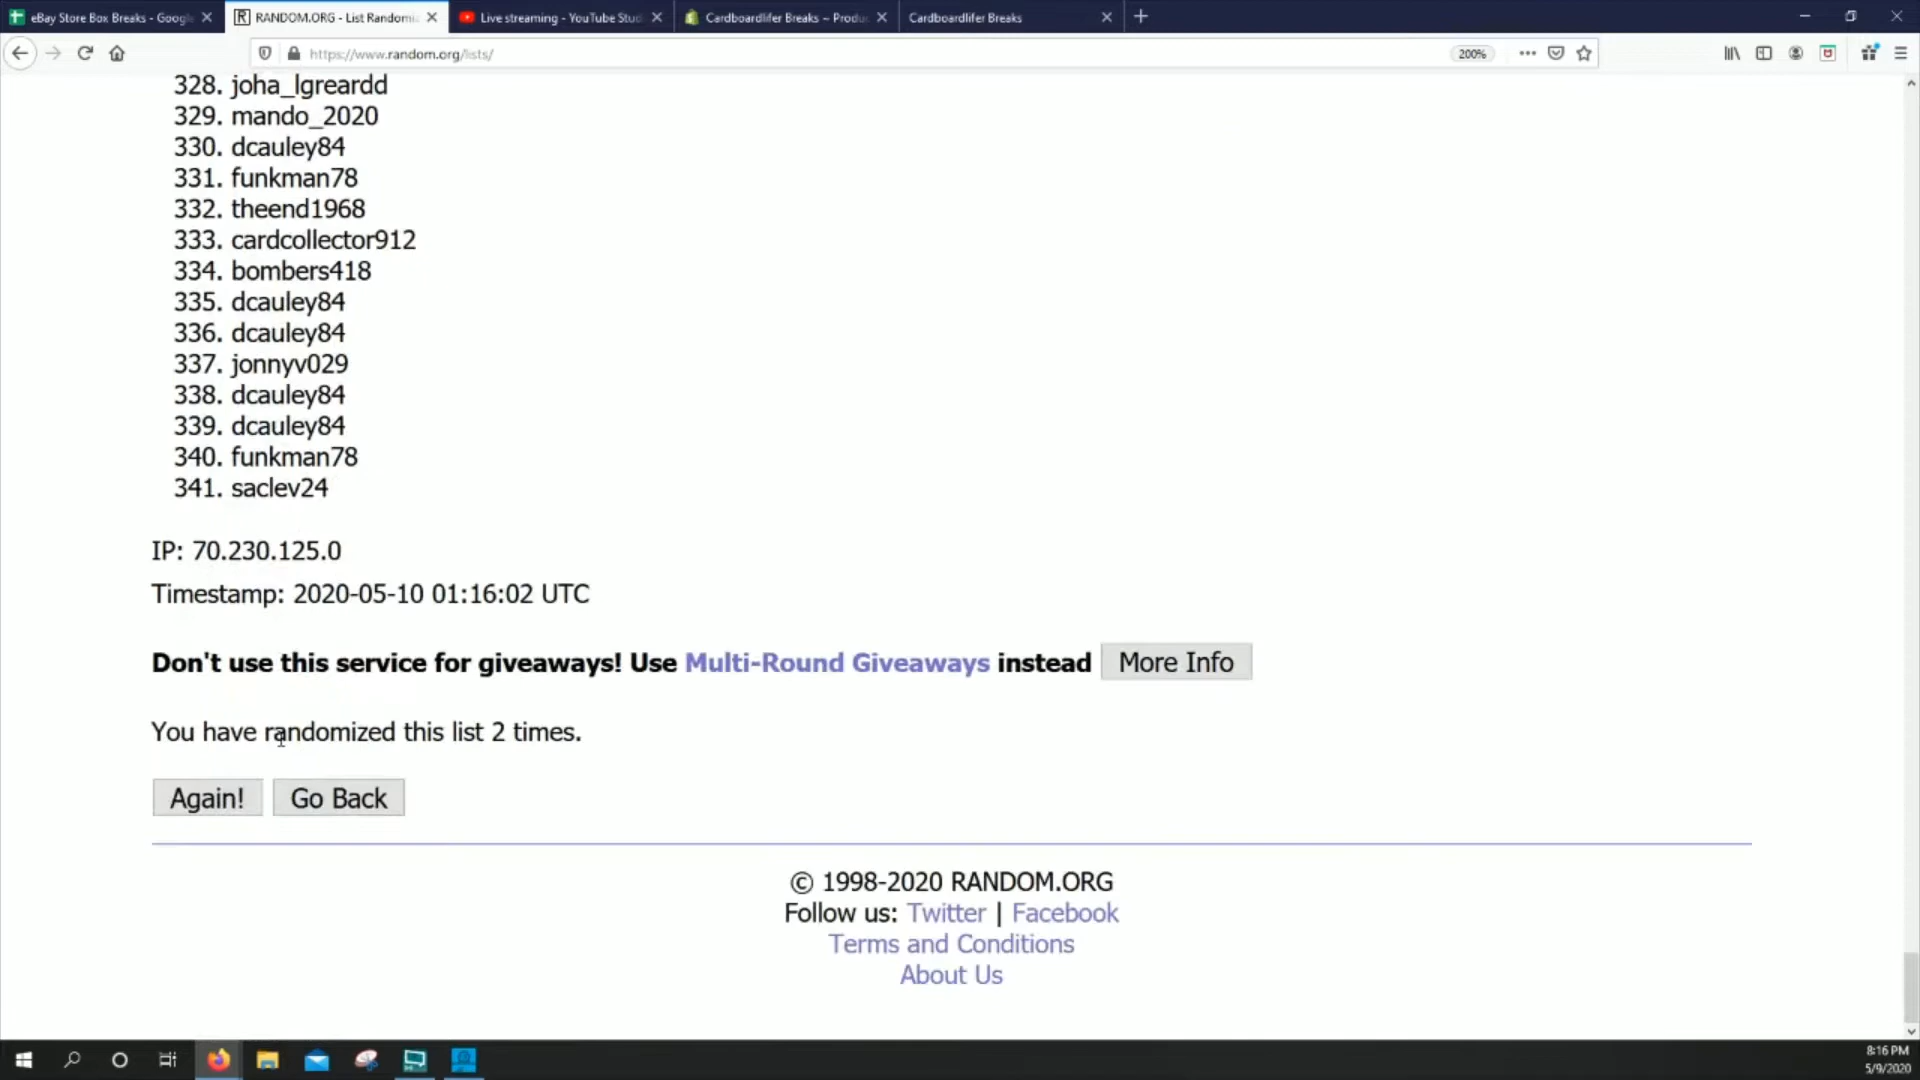 eBay Store Box Breaks - Googl
RANDOM.ORG - List Randomi
Live streaming - YouTube Stud
Cardboardlifer Breaks ~ Produ
Cardboardlifer Breaks
https://www.random.org/lists/
200%
328. joha_lgreardd
329. mando_2020
330. dcauley84
331. funkman78
332. theend1968
333. cardcollector912
334. bombers418
335. dcauley84
336. dcauley84
337. jonnyv029
338. dcauley84
339. dcauley84
340. funkman78
341. saclev24
IP: 70.230.125.0
Timestamp: 2020-05-10 01:16:02 UTC
Don't use this service for giveaways! Use Multi-Round Giveaways instead More Info
You have randomized this list 2 times.
Again! Go Back
© 1998-2020 RANDOM.ORG
Follow us: Twitter | Facebook
Terms and Conditions
About Us
8:16 PM
5/9/2020